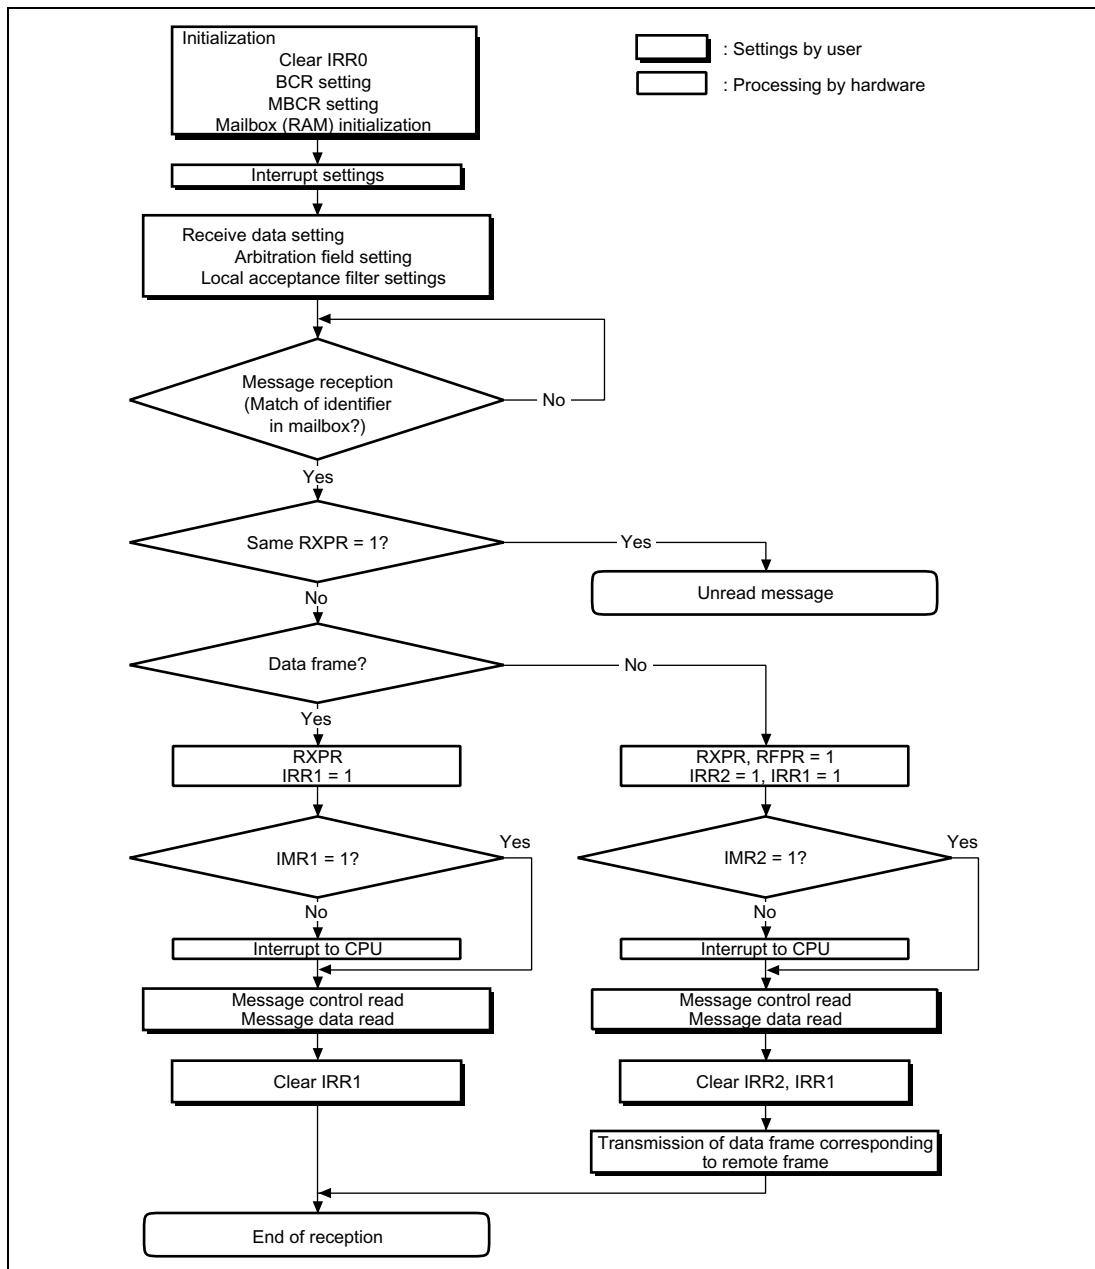 Initialization
Clear IRR0
BCR setting
MBCR setting
Mailbox (RAM) initialization
: Settings by user
: Processing by hardware
Interrupt settings
Receive data setting
Arbitration field setting
Local acceptance filter settings
Message reception
(Match of identifier
in mailbox?)
No
Yes
Same RXPR = 1?
Yes
Unread message
No
Data frame?
No
Yes
RXPR
IRR1 = 1
RXPR, RFPR = 1
IRR2 = 1, IRR1 = 1
IMR1 = 1?
Yes
IMR2 = 1?
Yes
No
No
Interrupt to CPU
Interrupt to CPU
Message control read
Message data read
Message control read
Message data read
Clear IRR1
Clear IRR2, IRR1
Transmission of data frame corresponding
to remote frame
End of reception